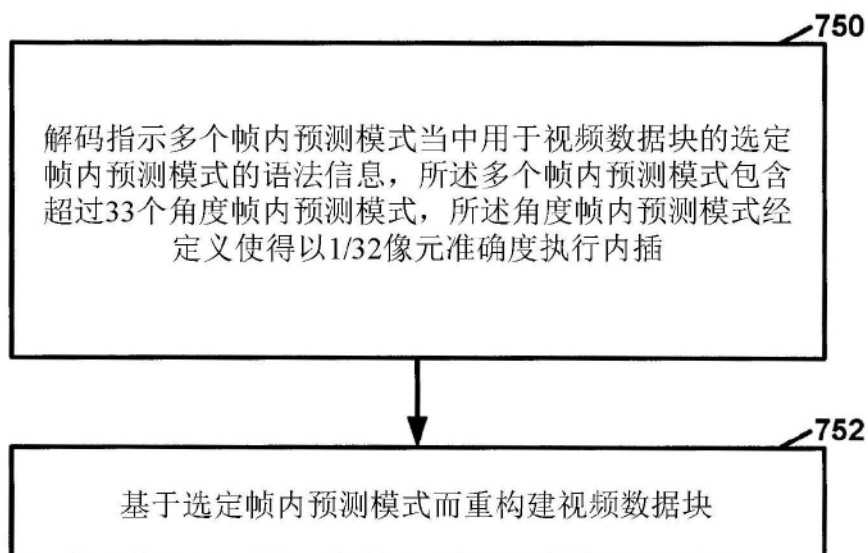 750
解码指示多个帧内预测模式当中用于视频数据块的选定
帧内预测模式的语法信息，所述多个帧内预测模式包含
超过33个角度帧内预测模式，所述角度帧内预测模式经
定义使得以1/32像元准确度执行内插
752
基于选定帧内预测模式而重构建视频数据块